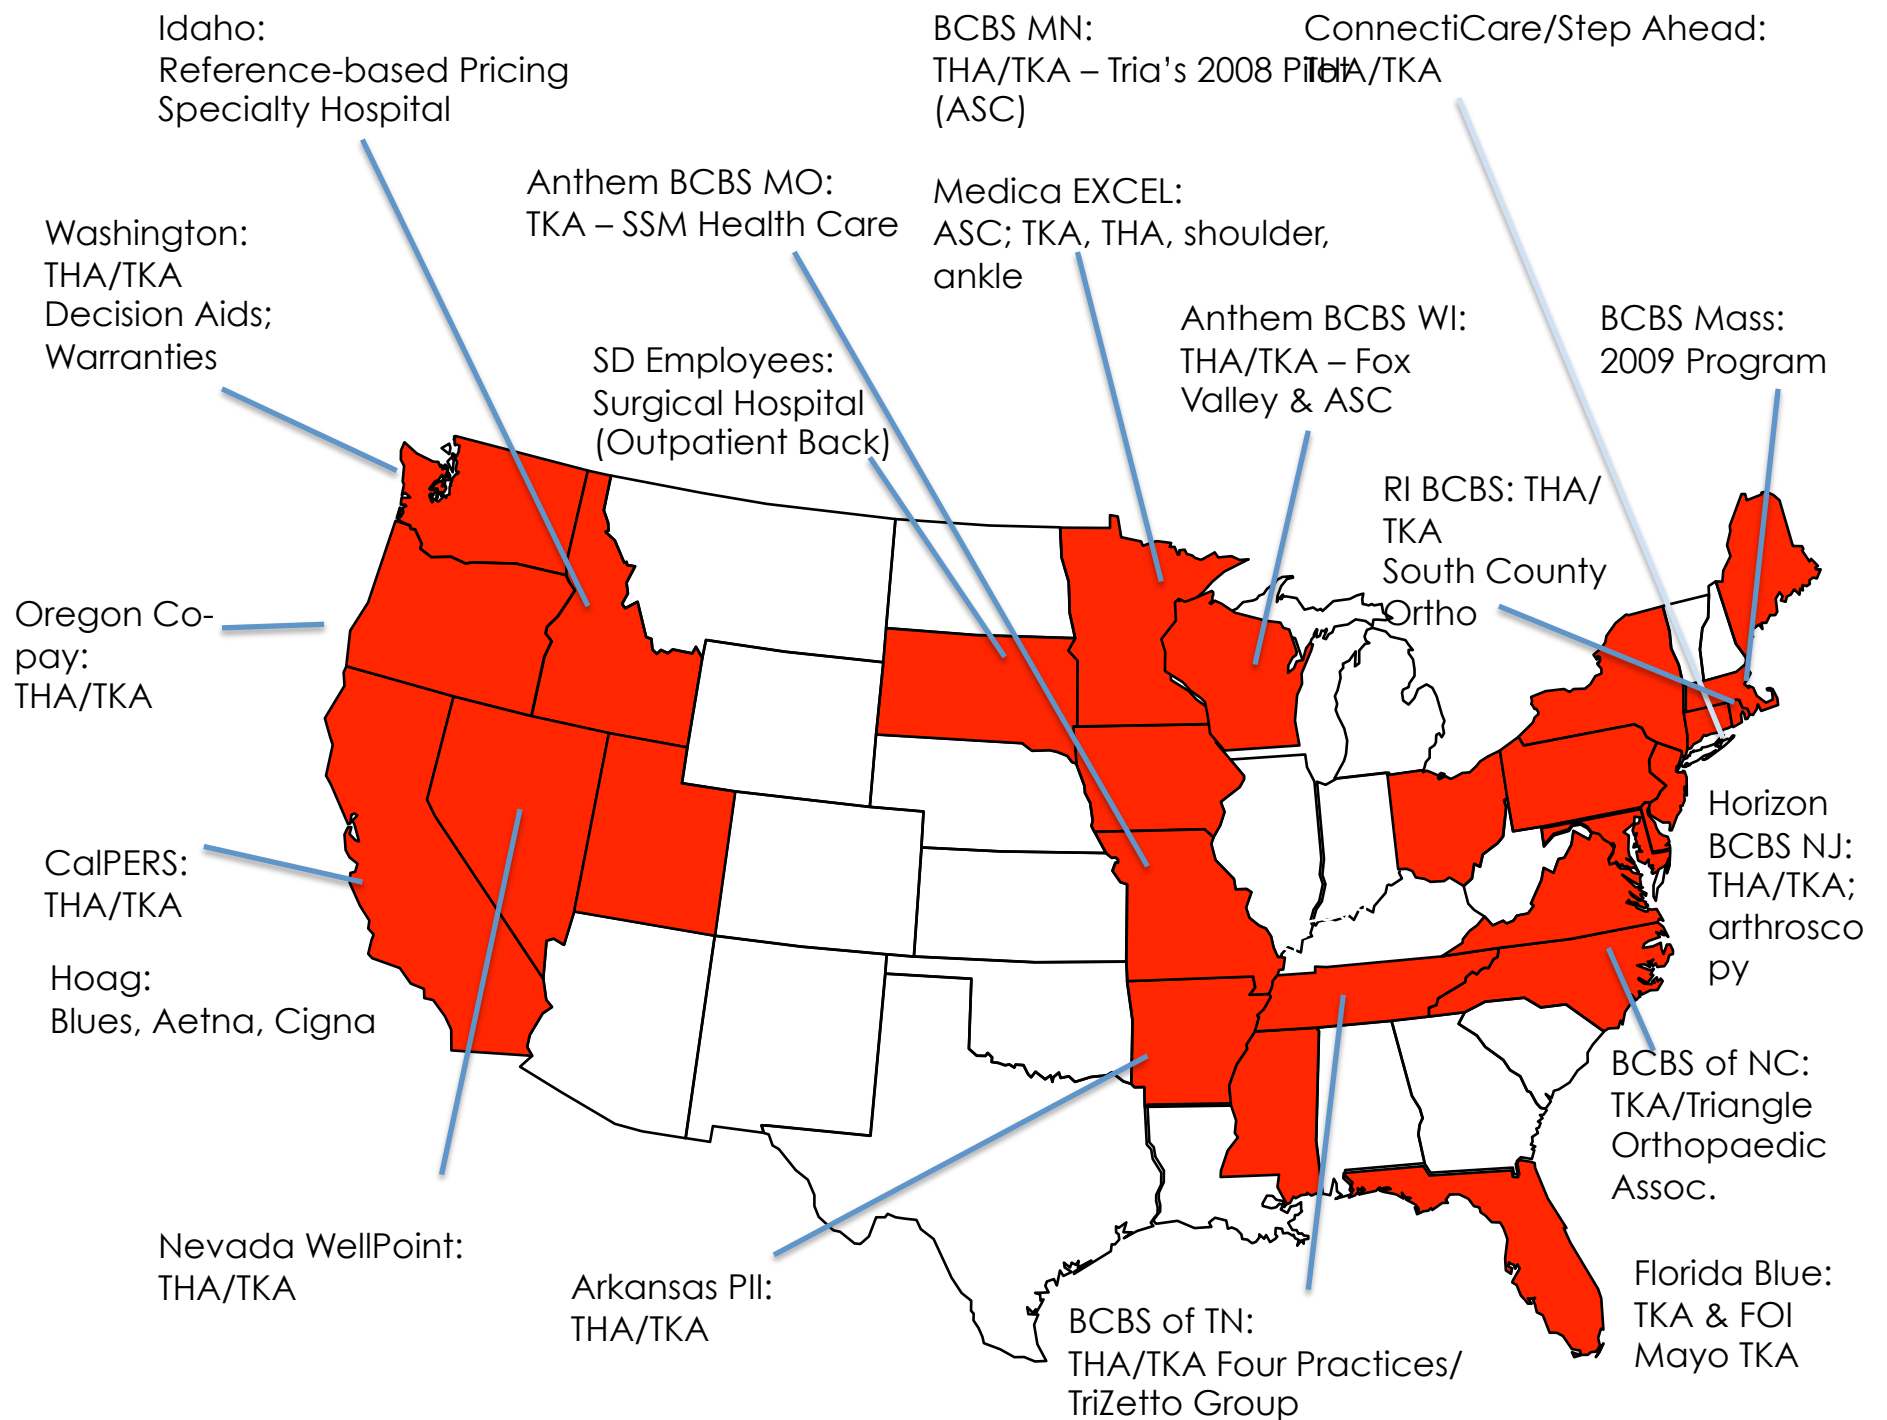 Idaho:
Reference-based Pricing
Specialty Hospital
BCBS MN:
THA/TKA – Tria's 2008 Pilot
(ASC)
ConnectiCare/Step Ahead:
THA/TKA
Anthem BCBS MO:
TKA – SSM Health Care
Medica EXCEL:
ASC; TKA, THA, shoulder,
ankle
Washington:
THA/TKA
Decision Aids;
Warranties
SD Employees:
Surgical Hospital
(Outpatient Back)
Anthem BCBS WI:
THA/TKA – Fox
Valley & ASC
BCBS Mass:
2009 Program
RI BCBS: THA/
TKA
South County
Ortho
Oregon Co-
pay:
THA/TKA
CalPERS:
THA/TKA
Hoag:
Blues, Aetna, Cigna
Horizon
BCBS NJ:
THA/TKA;
arthrosco
py
BCBS of NC:
TKA/Triangle
Orthopaedic
Assoc.
Nevada WellPoint:
THA/TKA
Arkansas PII:
THA/TKA
BCBS of TN:
THA/TKA Four Practices/
TriZetto Group
Florida Blue:
TKA & FOI
Mayo TKA